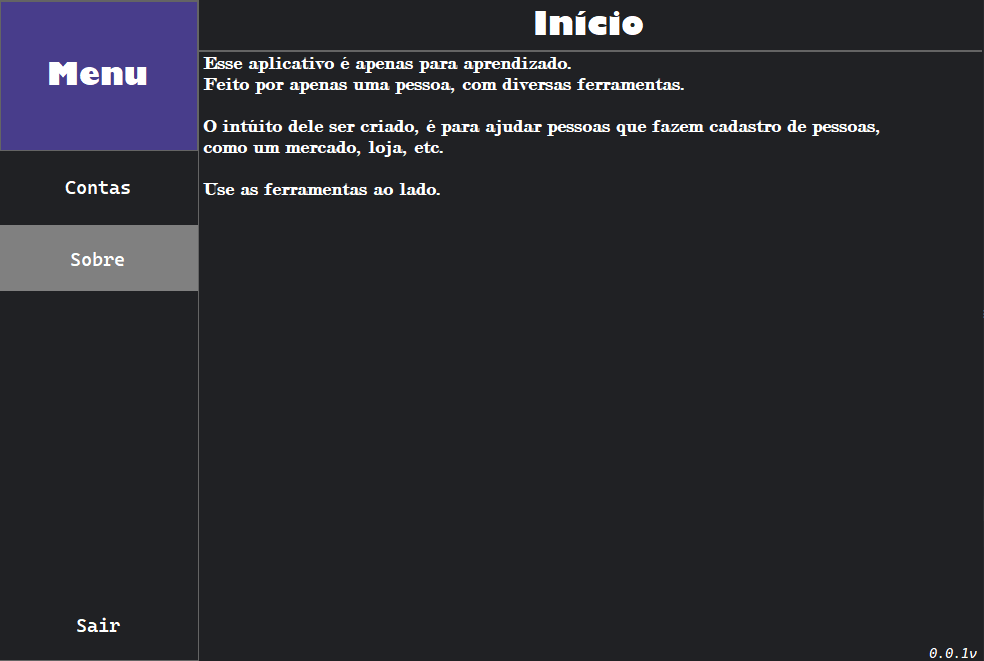 Menu
Contas
Sobre
Sair
Início
Esse aplicativo é apenas para aprendizado.
Feito por apenas uma pessoa, com diversas ferramentas.
O intúito dele ser criado, é para ajudar pessoas que fazem cadastro de pessoas,
como um mercado, loja, etc.
Use as ferramentas ao lado.
0.0.1v